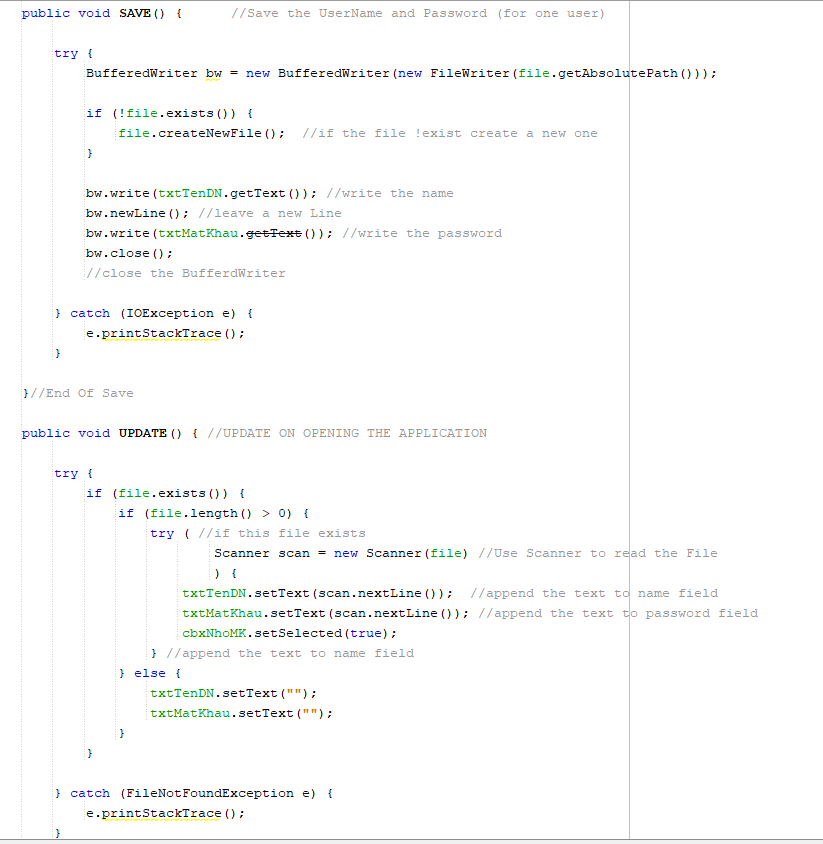 public void SAVE() {      //Save the UserName and Password (for one user)
try {
BufferedWriter bw = new BufferedWriter(new FileWriter(file.getAbsolutePath()));
if (!file.exists()) {
file.createNewFile();  //if the file !exist create a new one
}
bw.write(txtTenDN.getText()); //write the name
bw.newLine(); //leave a new Line
bw.write(txtMatKhau.getText()); //write the password
bw.close();
//close the BufferdWriter
} catch (IOException e) {
e.printStackTrace();
}
}//End Of Save
public void UPDATE() { //UPDATE ON OPENING THE APPLICATION
try {
if (file.exists()) {
if (file.length() > 0) {
try ( //if this file exists
Scanner scan = new Scanner(file) //Use Scanner to read the File
) {
txtTenDN.setText(scan.nextLine());  //append the text to name field
txtMatKhau.setText(scan.nextLine()); //append the text to password field
cbxNhoMK.setSelected(true);
} //append the text to name field
} else {
txtTenDN.setText("");
txtMatKhau.setText("");
}
}
} catch (FileNotFoundException e) {
e.printStackTrace();
}